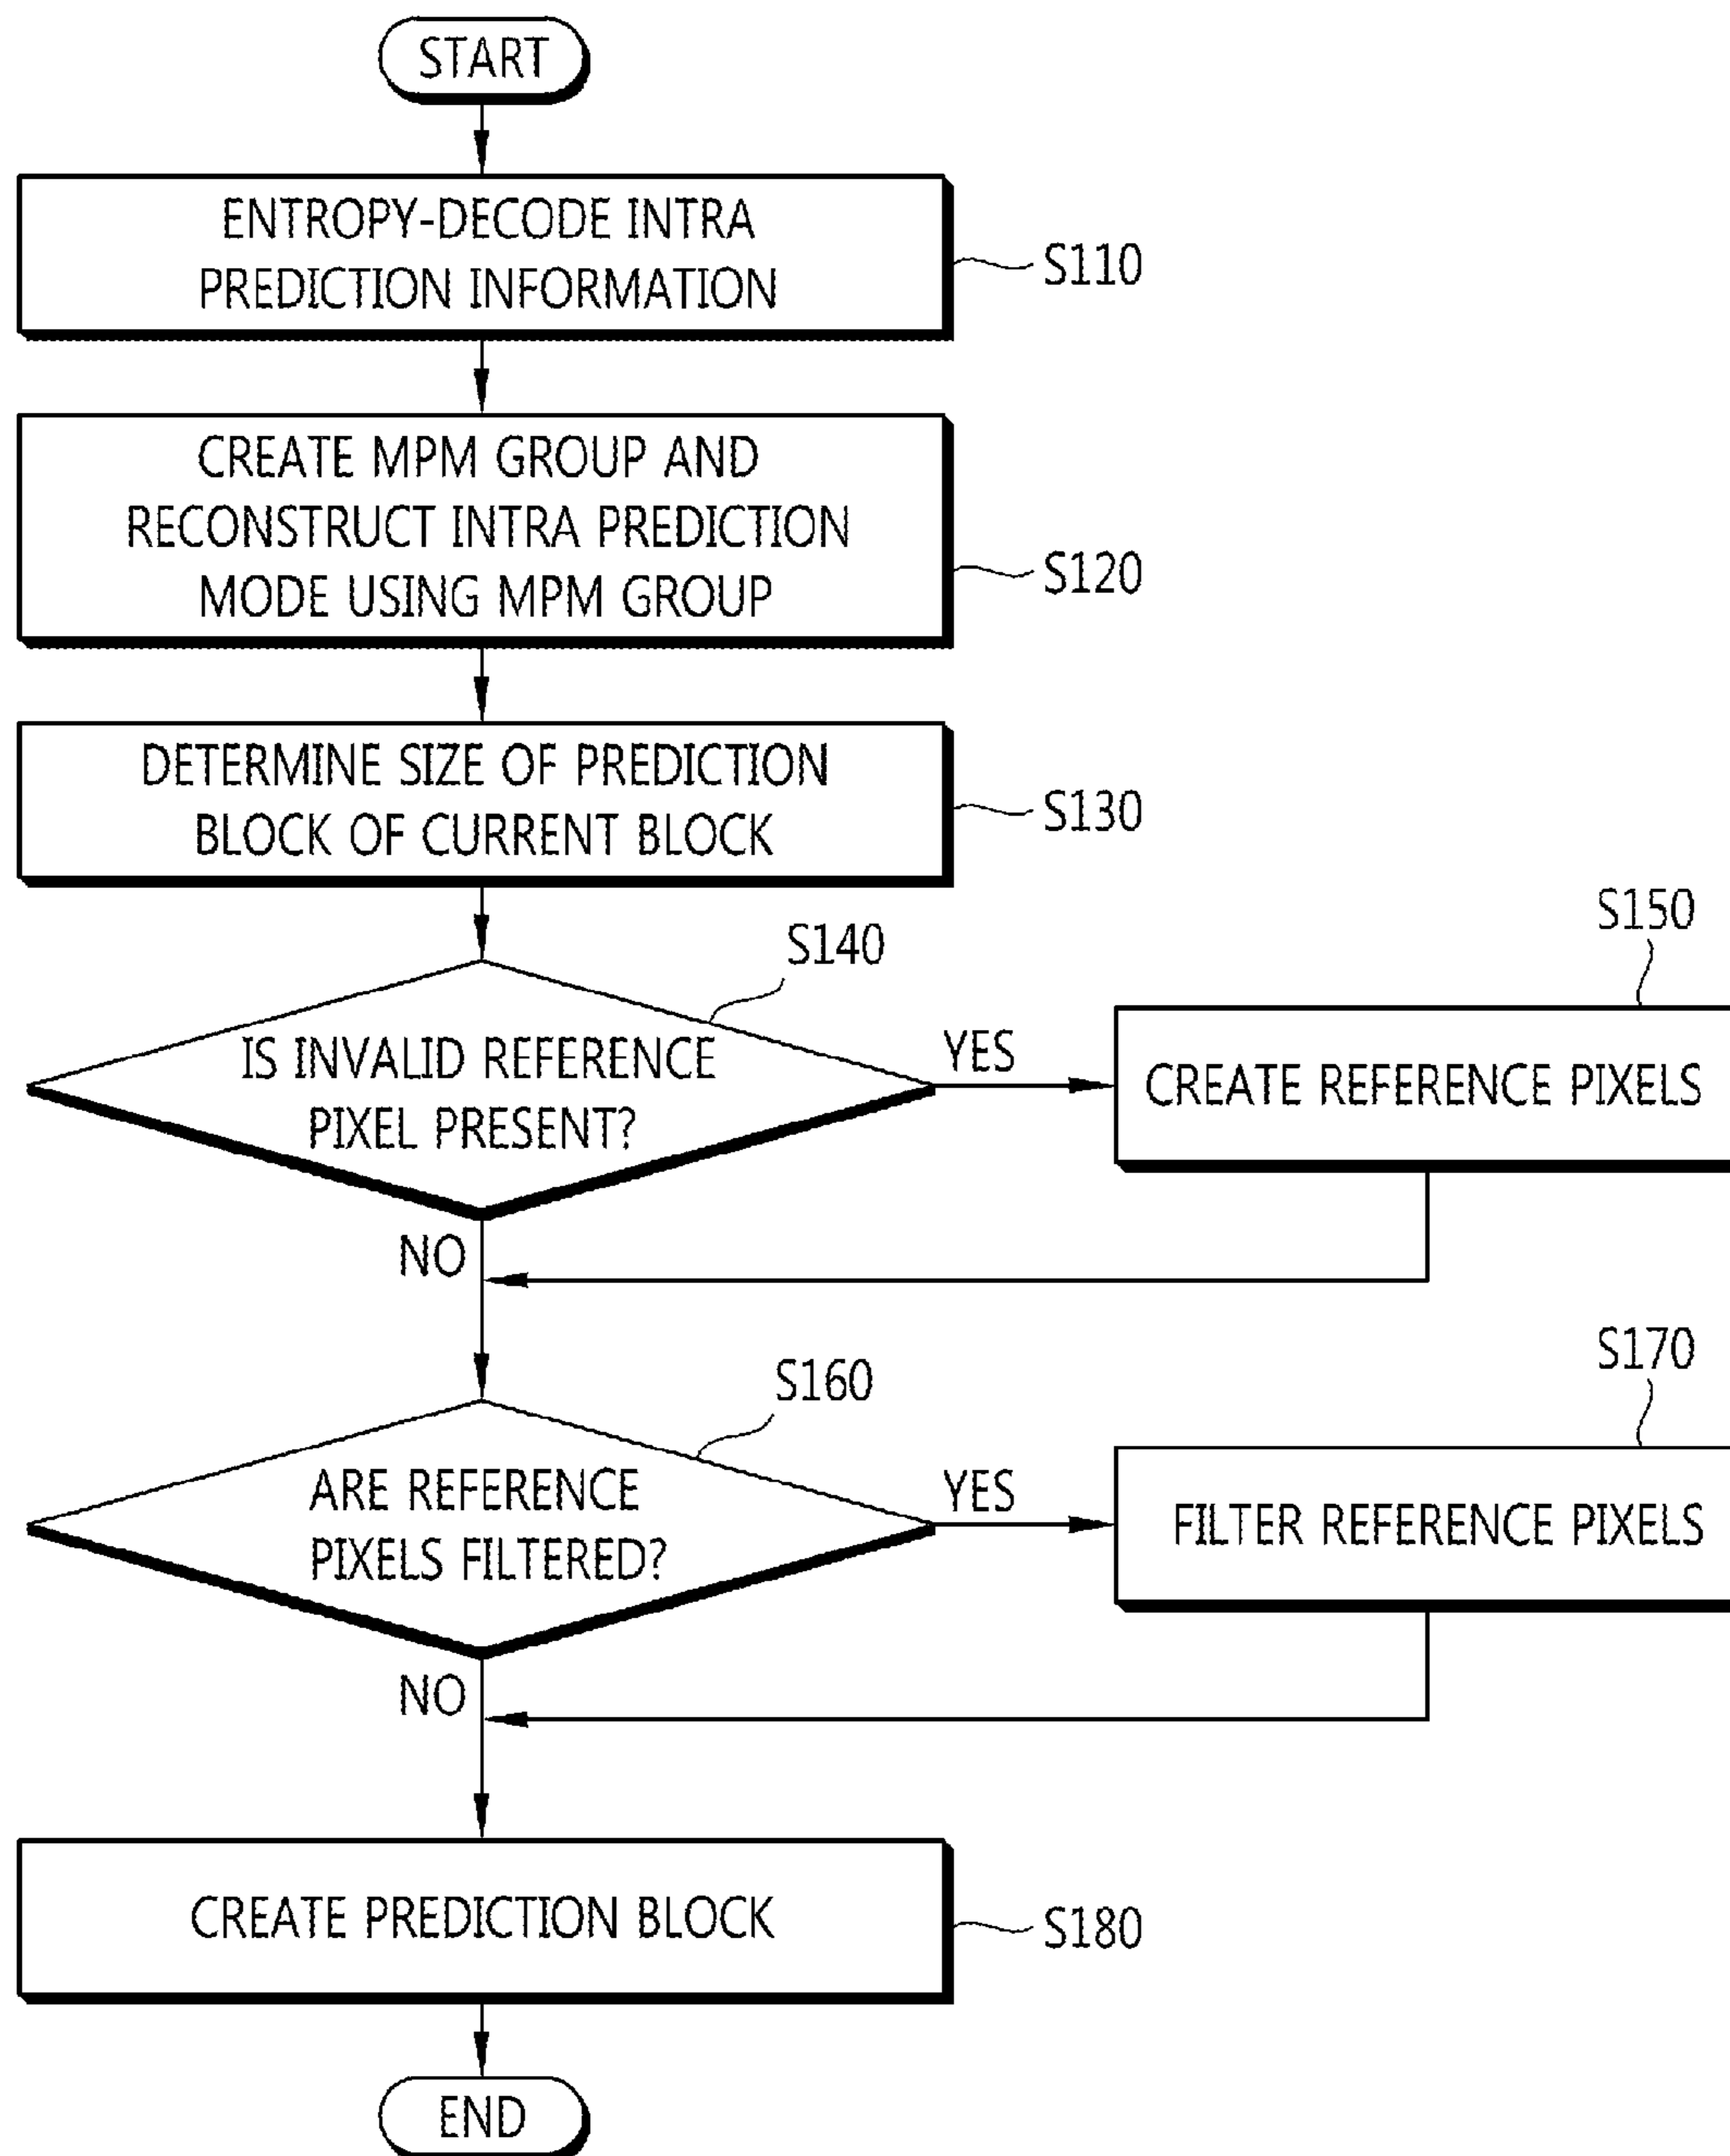 START
ENTROPY-DECODE INTRA
PREDICTION INFORMATION
S110
CREATE MPM GROUP AND
RECONSTRUCT INTRA PREDICTION
MODE USING MPM GROUP
S120
DETERMINE SIZE OF PREDICTION
BLOCK OF CURRENT BLOCK
S130
S140
IS INVALID REFERENCE
PIXEL PRESENT?
YES
S150
CREATE REFERENCE PIXELS
NO
S160
ARE REFERENCE
PIXELS FILTERED?
YES
S170
FILTER REFERENCE PIXELS
NO
CREATE PREDICTION BLOCK
S180
END